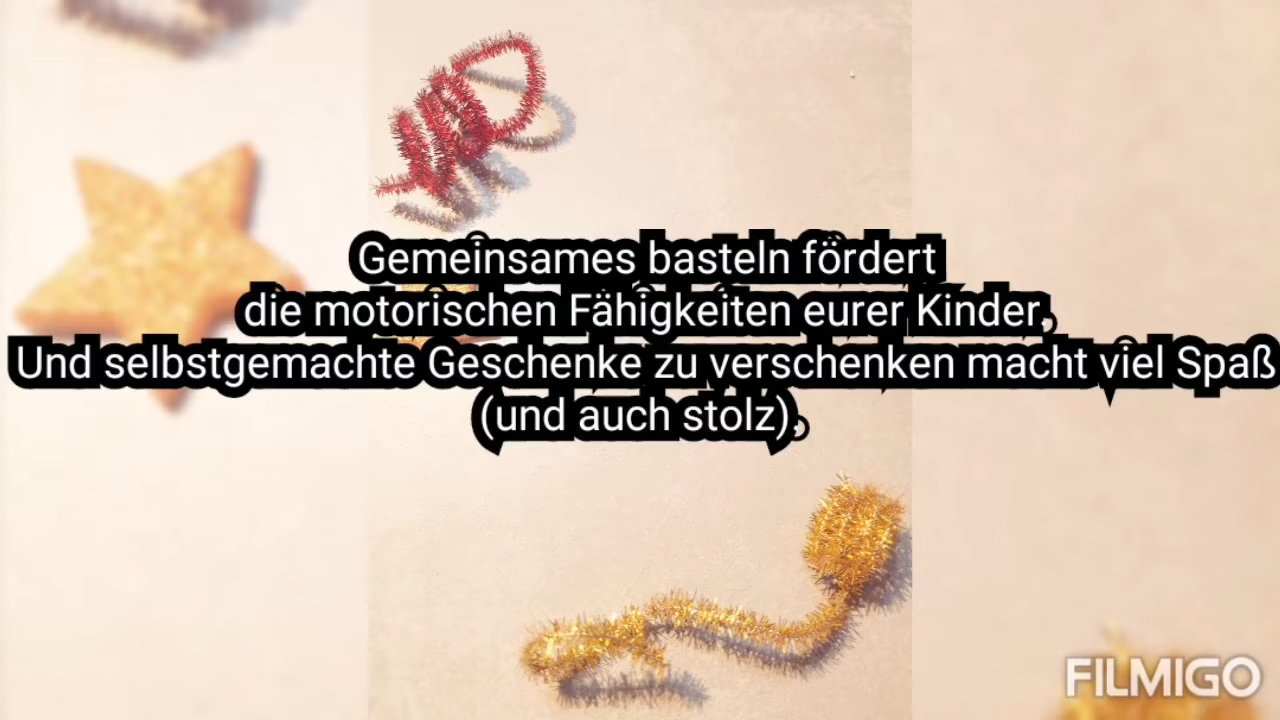 Gemeinsames basteln fördert
die motorischen Fähigkeiten eurer Kinder.
Und selbstgemachte Geschenke zu verschenken macht viel Spaß
(und auch stolz).
FILMIGO